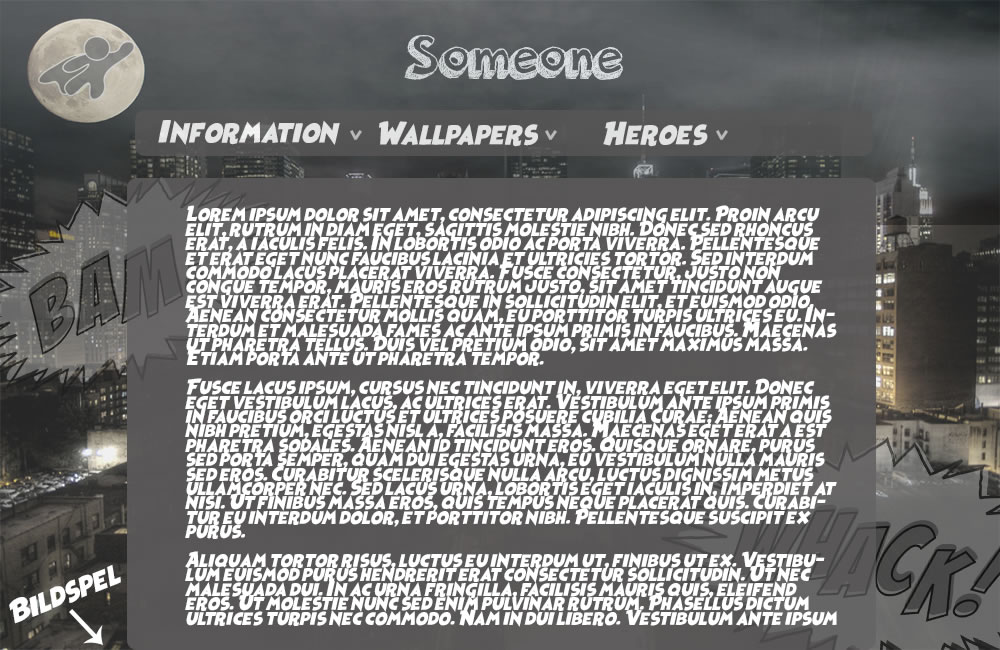 Someone
Information Wallpapers Heroes
Lorem ipsum dolor sit amet, consectetur adipiscing elit. Proin arcu
elit, rutrum in diam eget, sagittis molestie nibh. Donec sed rhoncus
erat, a iaculis felis. In lobortis odio ac porta viverra. Pellentesque
et erat eget nunc faucibus lacinia et ultricies tortor. Sed interdum
commodo lacus placerat viverra. Fusce consectetur, justo non
congue tempor, mauris eros rutrum justo, sit amet tincidunt augue
est viverra erat. Pellentesque in sollicitudin elit, et euismod odio.
Aenean consectetur mollis quam, eu porttitor turpis ultrices eu. In-
terdum et malesuada fames ac ante ipsum primis in faucibus. Maecenas
ut pharetra tellus. Duis vel pretium odio, sit amet maximus massa.
Etiam porta ante ut pharetra tempor.
Fusce lacus ipsum, cursus nec tincidunt in, viverra eget elit. Donec
eget vestibulum lacus, ac ultrices erat. Vestibulum ante ipsum primis
in faucibus orci luctus et ultrices posuere cubilia Curae; Aenean quis
nibh pretium, egestas nisl a, facilisis massa. Maecenas eget erat a est
pharetra sodales. Aenean id tincidunt eros. Quisque ornare, purus
sed porta semper, quam dui egestas urna, eu vestibulum nulla mauris
sed eros. Curabitur scelerisque nulla arcu, luctus dignissim metus
ullamcorper nec. Sed lacus urna, lobortis eget iaculis in, imperdiet at
nisi. Ut finibus massa eros, quis tempus neque placerat quis. Curabi-
tur eu interdum dolor, et porttitor nibh. Pellentesque suscipit ex
purus.
Aliquam tortor risus, luctus eu interdum ut, finibus ut ex. Vestibu-
lum euismod purus hendrerit erat consectetur sollicitudin. Ut nec
malesuada dui. In ac urna fringilla, facilisis mauris quis, eleifend
eros. Ut molestie nunc sed enim pulvinar rutrum. Phasellus dictum
ultrices turpis nec commodo. Nam in dui libero. Vestibulum ante ipsum
BAM
WHACK!
Bildspel